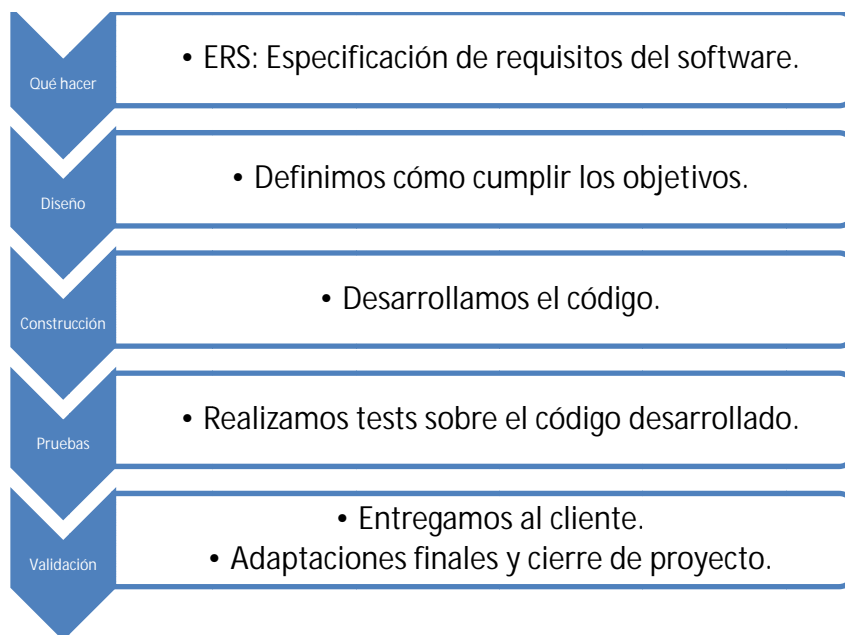 Qué hacer
• ERS: Especificación de requisitos del software.
Diseño
• Definimos cómo cumplir los objetivos.
Construcción
• Desarrollamos el código.
Pruebas
• Realizamos tests sobre el código desarrollado.
Validación
• Entregamos al cliente.
• Adaptaciones finales y cierre de proyecto.